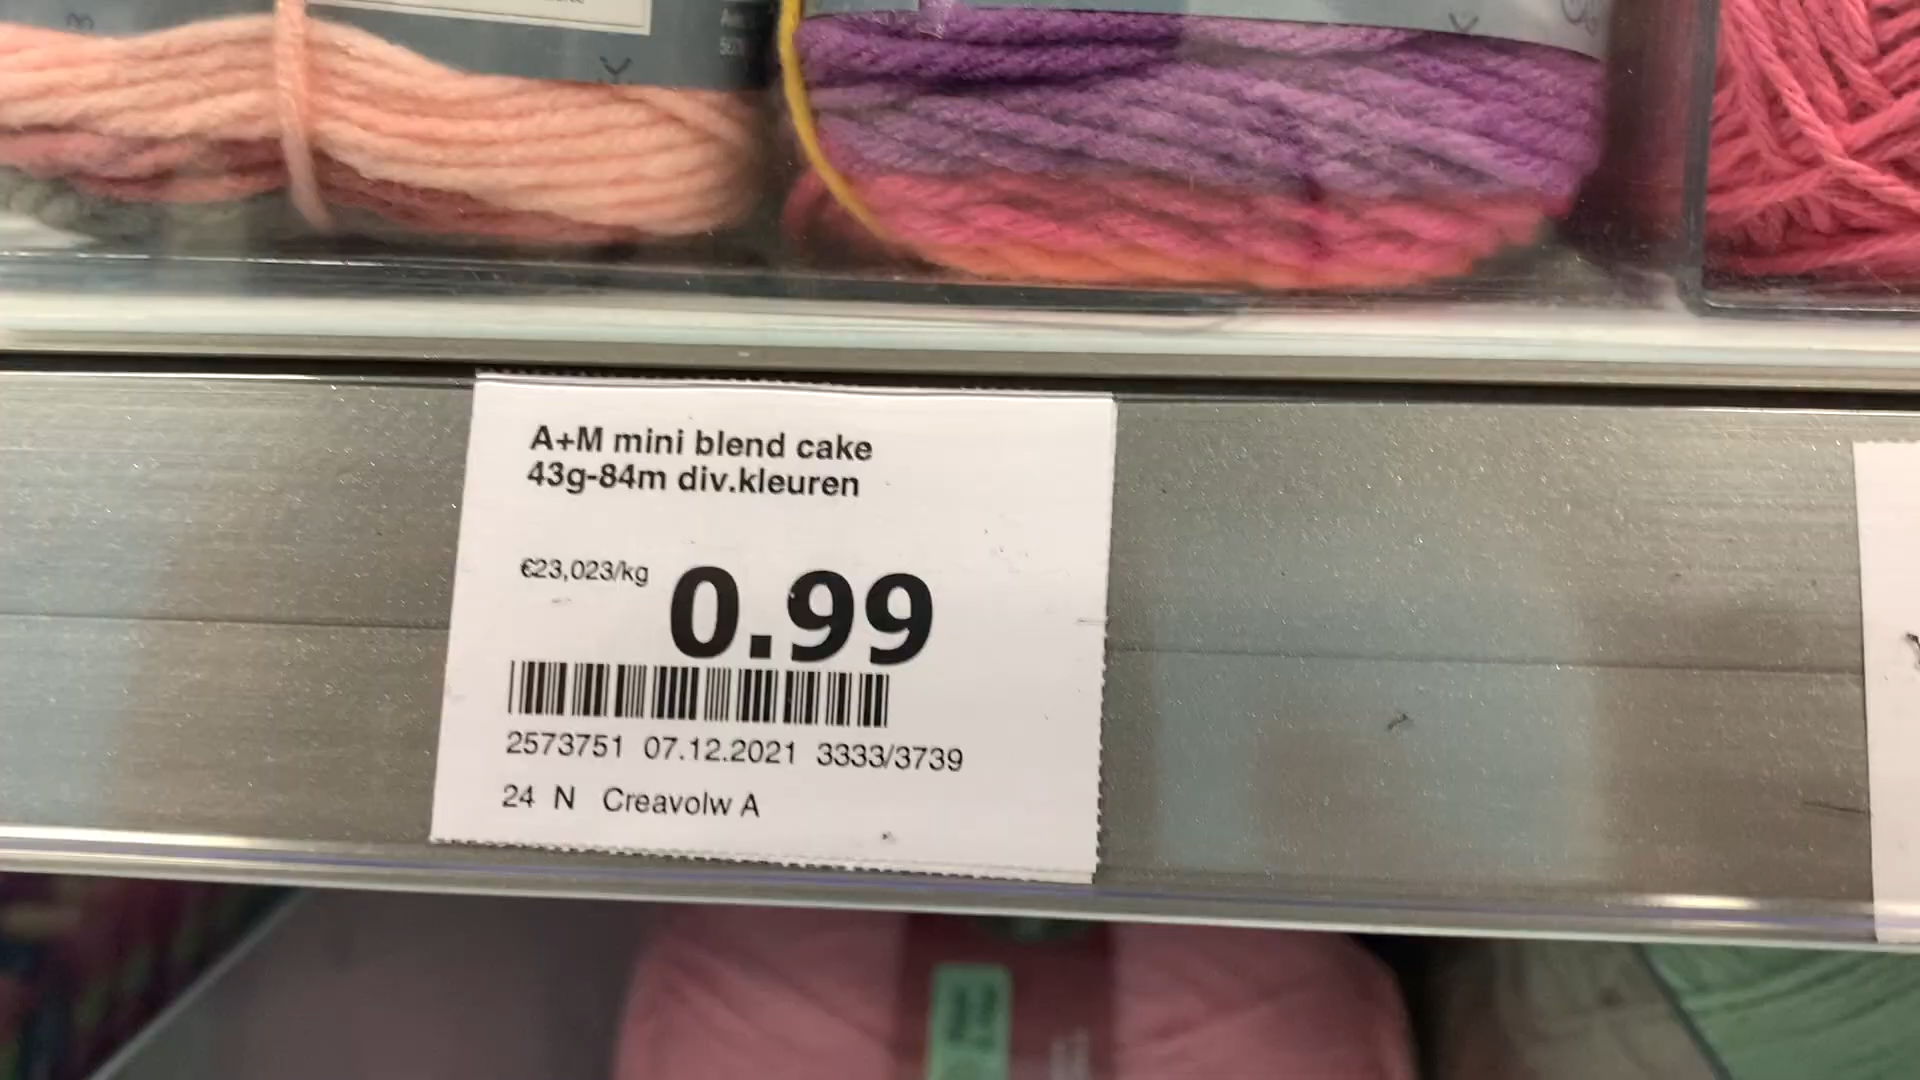 A+M mini blend cake
43g-84m div.kleuren
€23,023/kg
0.99
2573751 07.12.2021 3333/3739
24 N Creavolw A